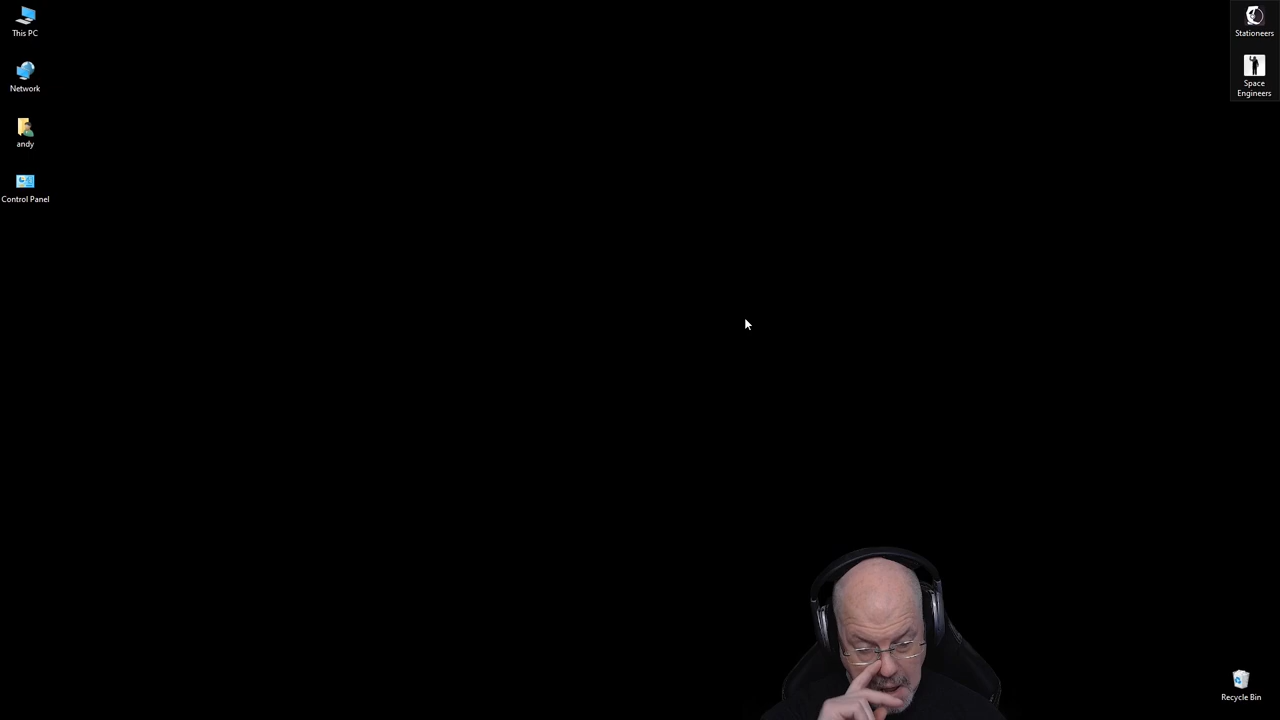 This PC
Network
andy
Control Panel
Stationeers
Space
Engineers
Recycle Bin